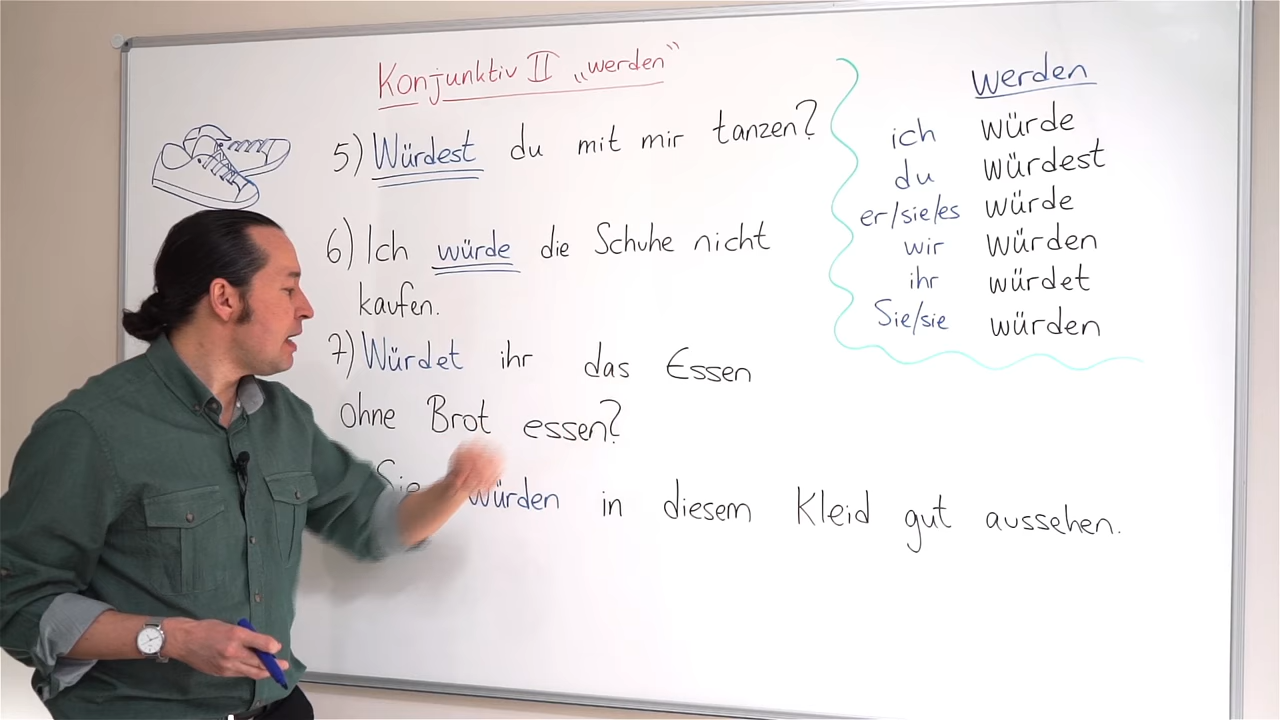 Konjunktiv II „werden“
5) Würdest du mit mir tanzen?
6) Ich würde die Schuhe nicht
kaufen.
7) Würdet ihr das Essen
ohne Brot essen?
Sie würden in diesem Kleid gut aussehen.
werden
ich würde
du würdest
er/sie/es würde
wir würden
ihr würdet
Sie/sie würden